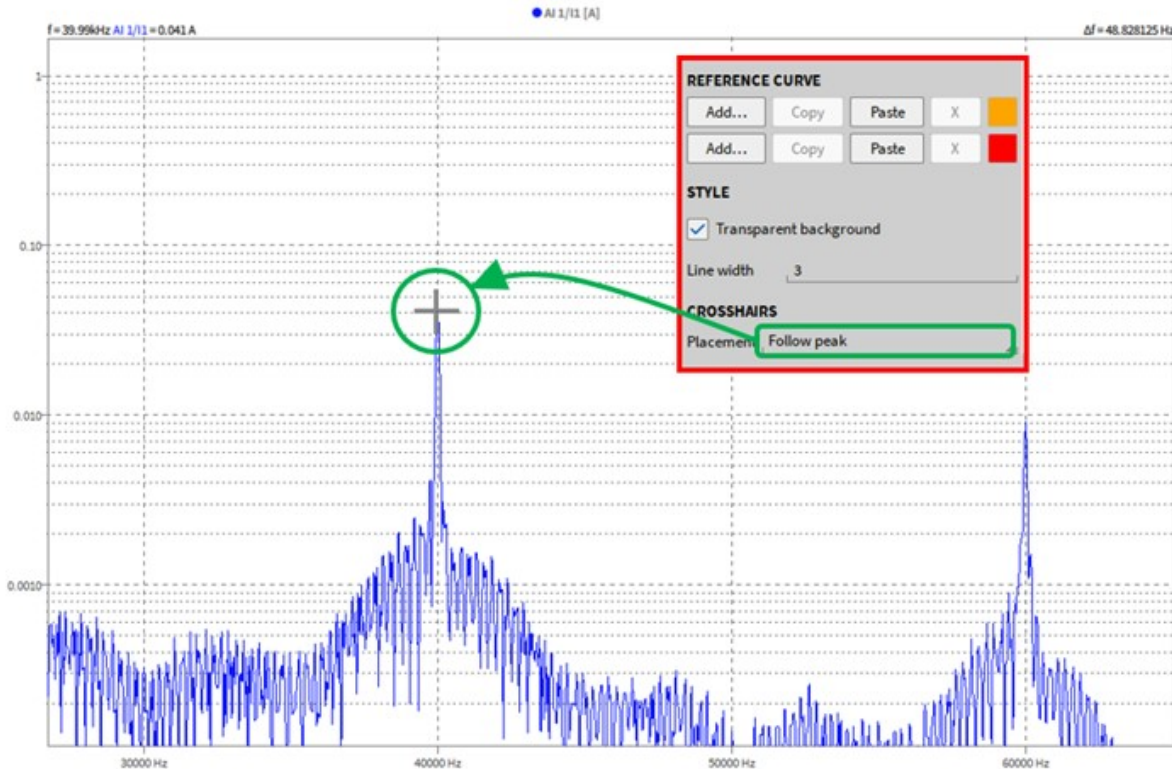 AI 1/I1 [A]
f = 39.99kHz AI 1/I1 = 0.041 A
Δf = 48.828125 Hz
REFERENCE CURVE
Add... Copy Paste X
Add... Copy Paste X
STYLE
Transparent background
Line width 3
CROSSHAIRS
Placement Follow peak
1
0.10
0.010
0.0010
30000 Hz 40000 Hz 50000 Hz 60000 Hz